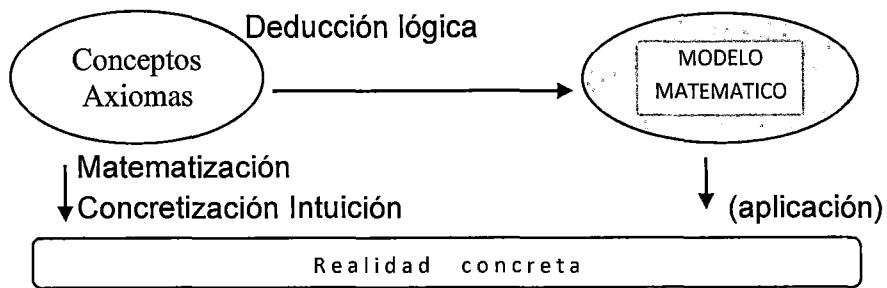 Deducción lógica
Conceptos
Axiomas
MODELO
MATEMATICO
Matematización
Concretización Intuición
(aplicación)
Realidad concreta